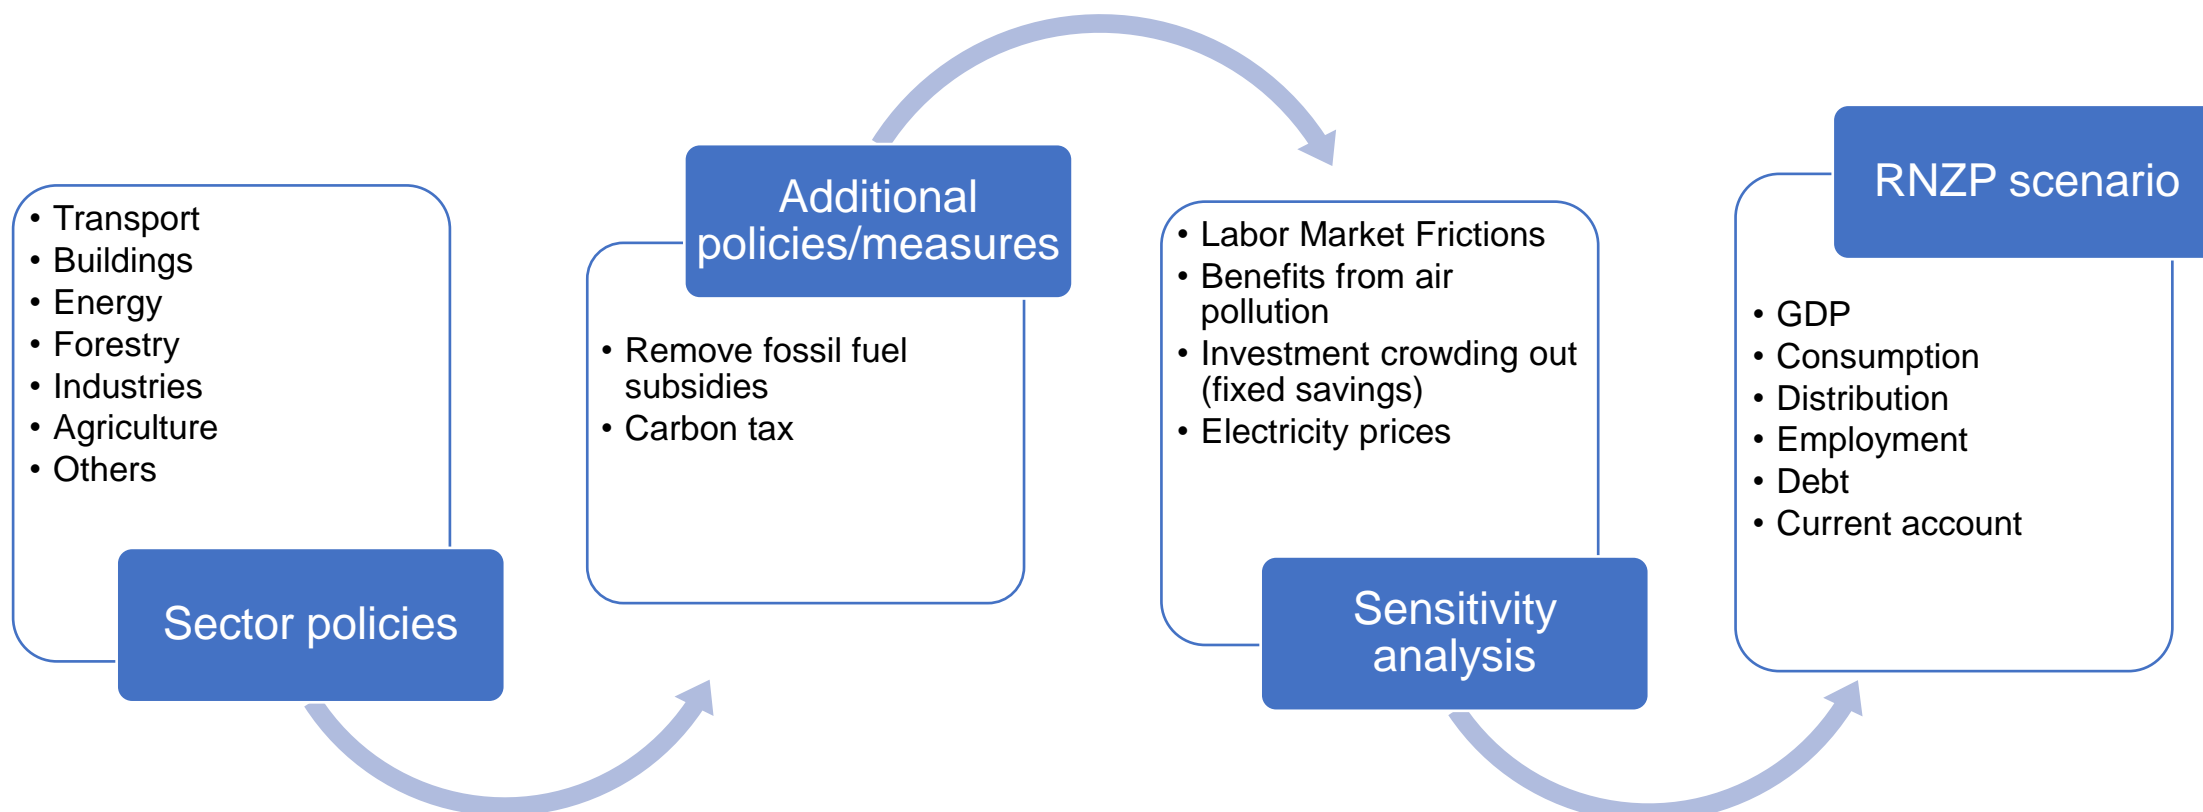 • Transport
• Buildings
• Energy
• Forestry
• Industries
• Agriculture
• Others
Sector policies
Additional
policies/measures
• Remove fossil fuel
subsidies
• Carbon tax
• Labor Market Frictions
• Benefits from air
pollution
• Investment crowding out
(fixed savings)
• Electricity prices
Sensitivity
analysis
RNZP scenario
• GDP
• Consumption
• Distribution
• Employment
• Debt
• Current account